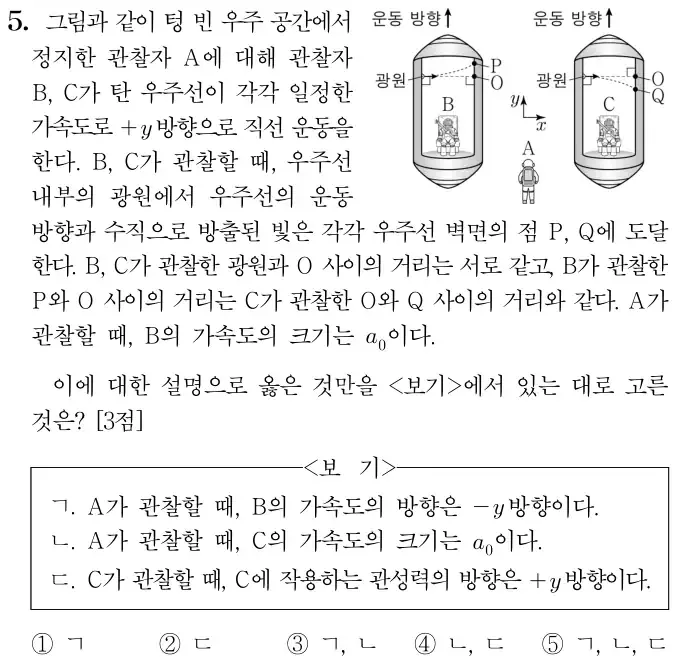 5. 그림과 같이 텅 빈 우주 공간에서
정지한 관찰자 A에 대해 관찰자
B, C가 탄 우주선이 각각 일정한
가속도로 +y방향으로 직선 운동을
한다. B, C가 관찰할 때, 우주선
내부의 광원에서 우주선의 운동
방향과 수직으로 방출된 빛은 각각 우주선 벽면의 점 P, Q에 도달
한다. B, C가 관찰한 광원과 O 사이의 거리는 서로 같고, B가 관찰한
P와 O 사이의 거리는 C가 관찰한 O와 Q 사이의 거리와 같다. A가
관찰할 때, B의 가속도의 크기는 a₀이다.
운동 방향
광원
P
O
B
y
x
A
운동 방향
광원
O
Q
C
이에 대한 설명으로 옳은 것만을 <보기>에서 있는 대로 고른
것은? [3점]
<보 기>
ㄱ. A가 관찰할 때, B의 가속도의 방향은 -y방향이다.
ㄴ. A가 관찰할 때, C의 가속도의 크기는 a₀이다.
ㄷ. C가 관찰할 때, C에 작용하는 관성력의 방향은 +y방향이다.
① ㄱ ② ㄷ ③ ㄱ, ㄴ ④ ㄴ, ㄷ ⑤ ㄱ, ㄴ, ㄷ